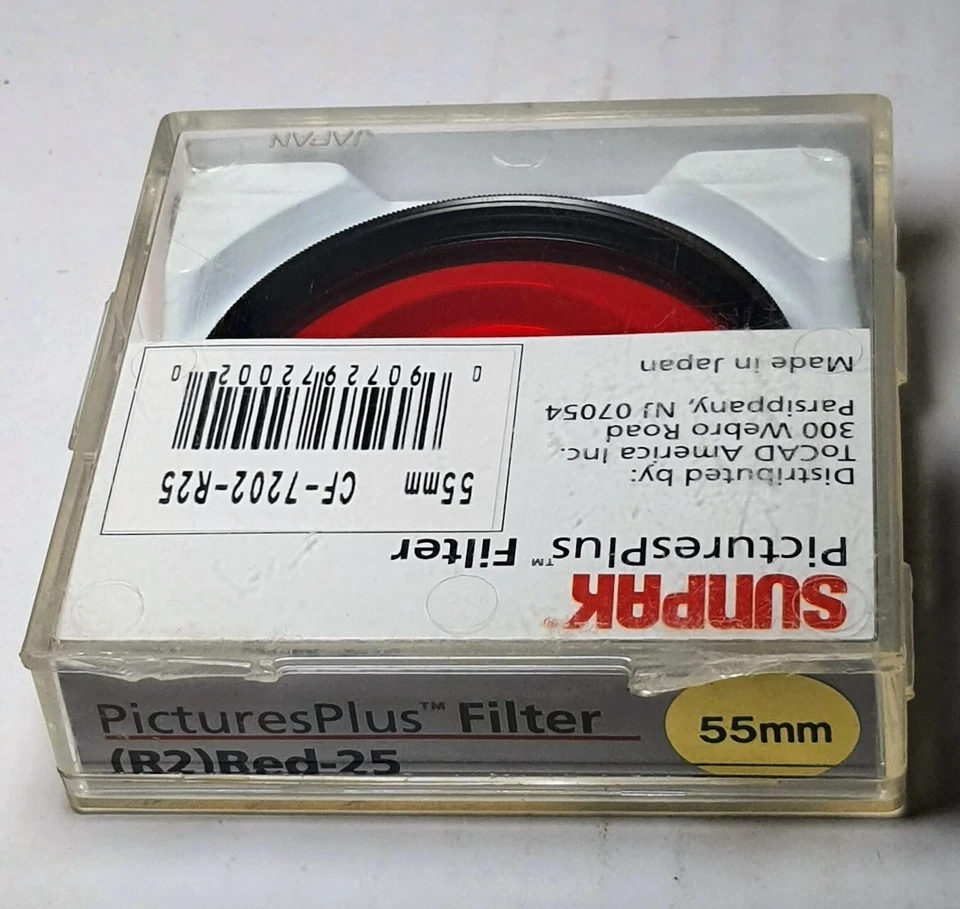 SUNPAK
PicturesPlus™ Filter
Distributed by:
ToCAD America Inc.
300 Webro Road
Parsippany, NJ 07054
Made in Japan
55mm CF-7202-R25
0 90729 72002 0
JAPAN
PicturesPlus™ Filter
(R2)Red-25
55mm